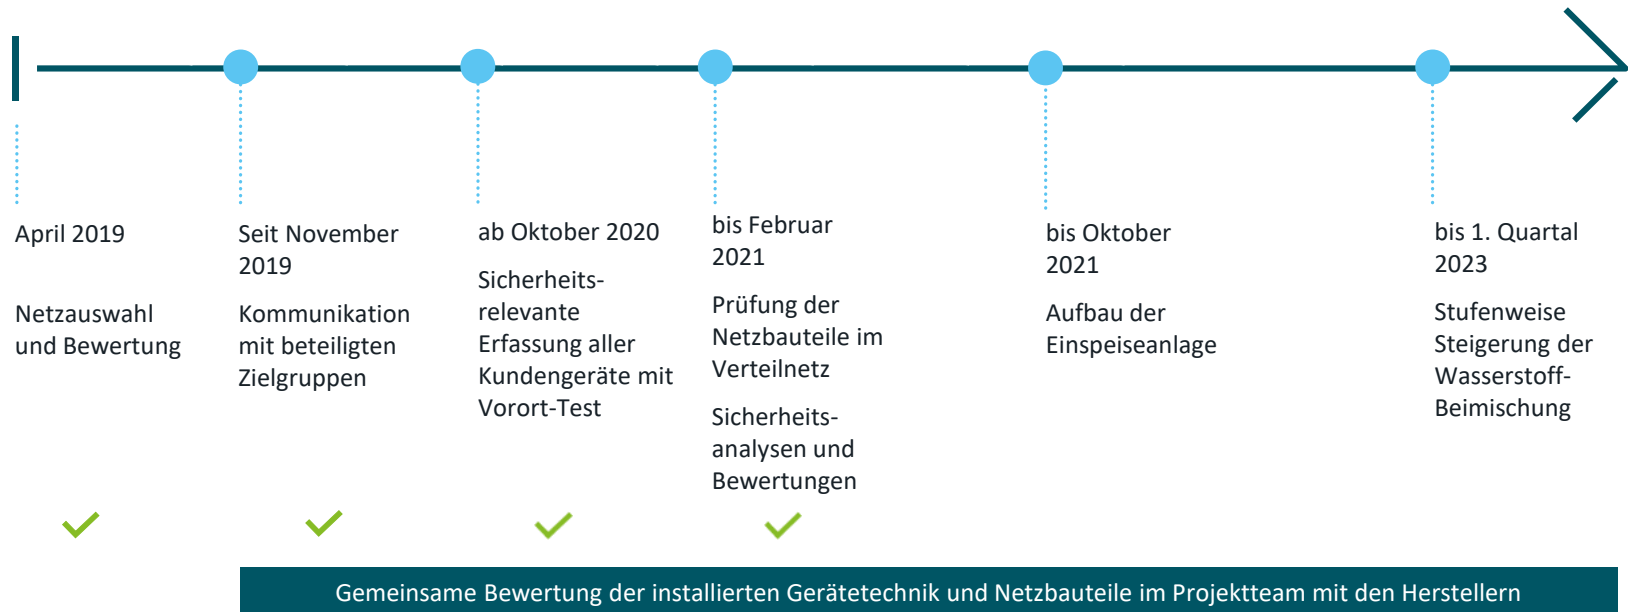 April 2019
Netzauswahl
und Bewertung
Seit November
2019
Kommunikation
mit beteiligten
Zielgruppen
ab Oktober 2020
Sicherheits-
relevante
Erfassung aller
Kundengeräte mit
Vorort-Test
bis Februar
2021
Prüfung der
Netzbauteile im
Verteilnetz
Sicherheits-
analysen und
Bewertungen
bis Oktober
2021
Aufbau der
Einspeiseanlage
bis 1. Quartal
2023
Stufenweise
Steigerung der
Wasserstoff-
Beimischung
Gemeinsame Bewertung der installierten Gerätetechnik und Netzbauteile im Projektteam mit den Herstellern